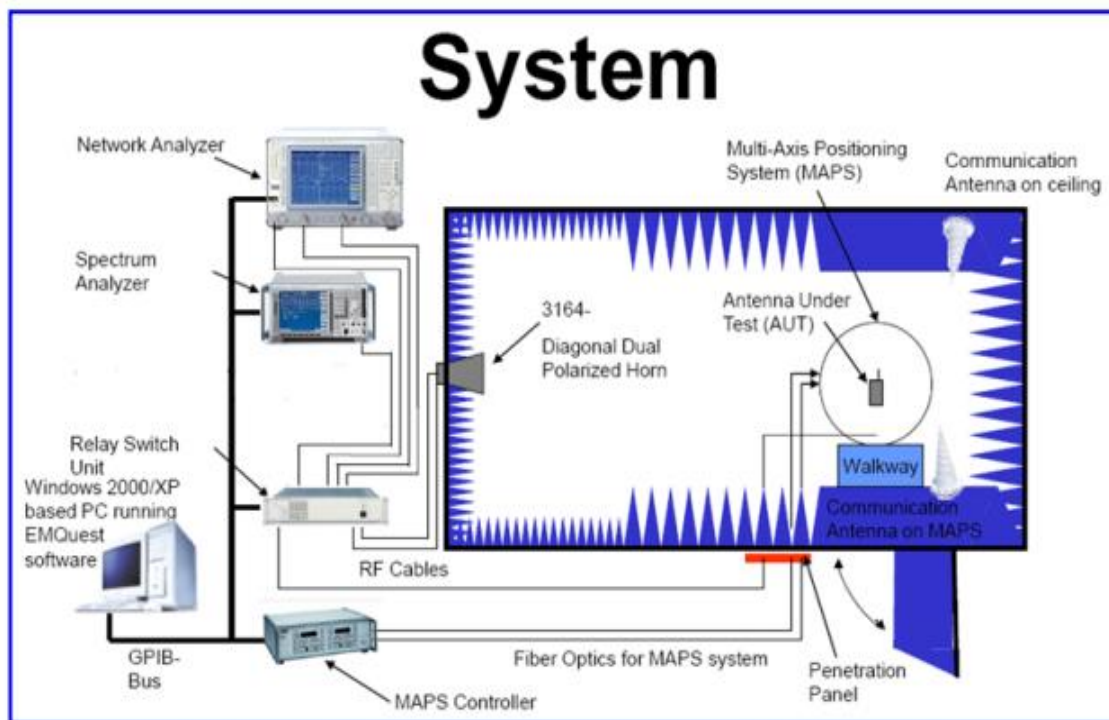 System
Network Analyzer
Multi-Axis Positioning
System (MAPS)
Communication
Antenna on ceiling
Spectrum
Analyzer
3164-
Diagonal Dual
Polarized Horn
Antenna Under
Test (AUT)
Relay Switch
Unit
Windows 2000/XP
based PC running
EMQuest
software
Walkway
Communication
Antenna on MAPS
RF Cables
GPIB-
Bus
Fiber Optics for MAPS system
Penetration
Panel
MAPS Controller